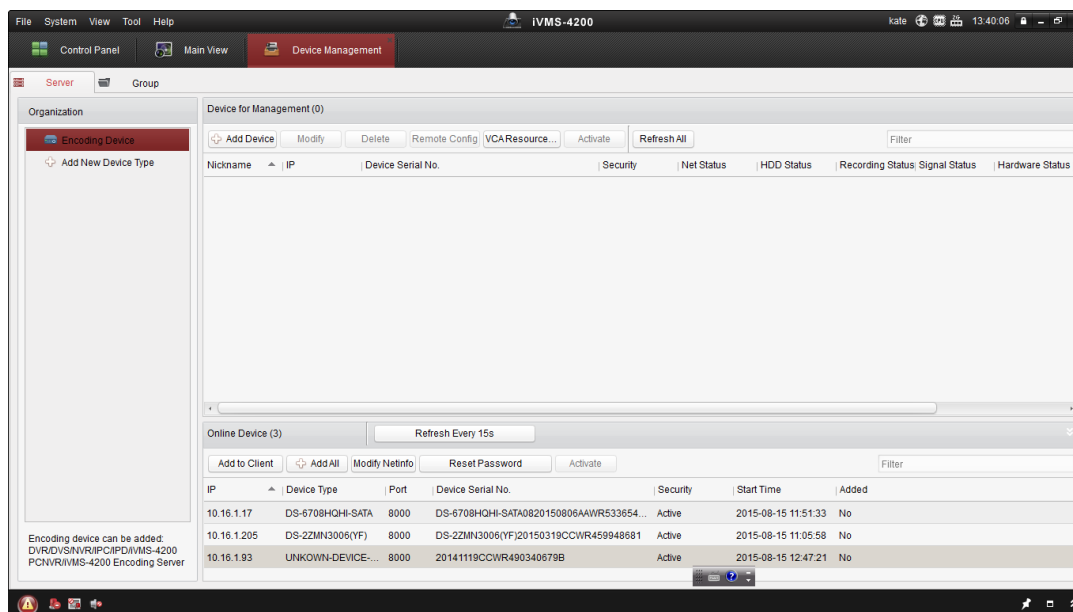 File System View Tool Help iVMS-4200 kate 13:40:06
Control Panel Main View Device Management
Server Group
Organization
Encoding Device
Add New Device Type
Encoding device can be added:
DVR/DVS/NVR/IPC/IPD/iVMS-4200
PCNVR/iVMS-4200 Encoding Server
Device for Management (0)
Add Device Modify Delete Remote Config VCA Resource... Activate Refresh All Filter
Nickname IP Device Serial No. Security Net Status HDD Status Recording Status Signal Status Hardware Status
Online Device (3) Refresh Every 15s
Add to Client Add All Modify Netinfo Reset Password Activate Filter
IP Device Type Port Device Serial No. Security Start Time Added
10.16.1.17 DS-6708HQHI-SATA 8000 DS-6708HQHI-SATA0820150806AAWR533654... Active 2015-08-15 11:51:33 No
10.16.1.205 DS-2ZMN3006(YF) 8000 DS-2ZMN3006(YF)20150319CCWR459948681 Active 2015-08-15 11:05:58 No
10.16.1.93 UNKOWN-DEVICE-... 8000 20141119CCWR490340679B Active 2015-08-15 12:47:21 No